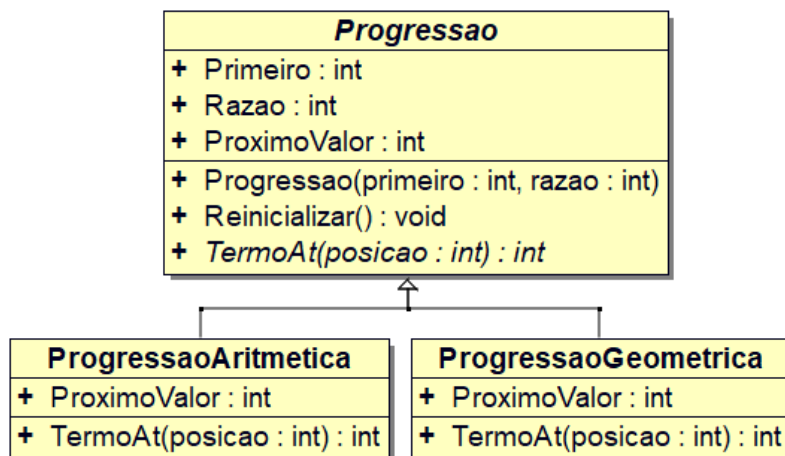 Progressao
+ Primeiro : int
+ Razao : int
+ ProximoValor : int
+ Progressao(primeiro : int, razao : int)
+ Reinicializar() : void
+ TermoAt(posicao : int) : int
ProgressaoAritmetica
+ ProximoValor : int
+ TermoAt(posicao : int) : int
ProgressaoGeometrica
+ ProximoValor : int
+ TermoAt(posicao : int) : int